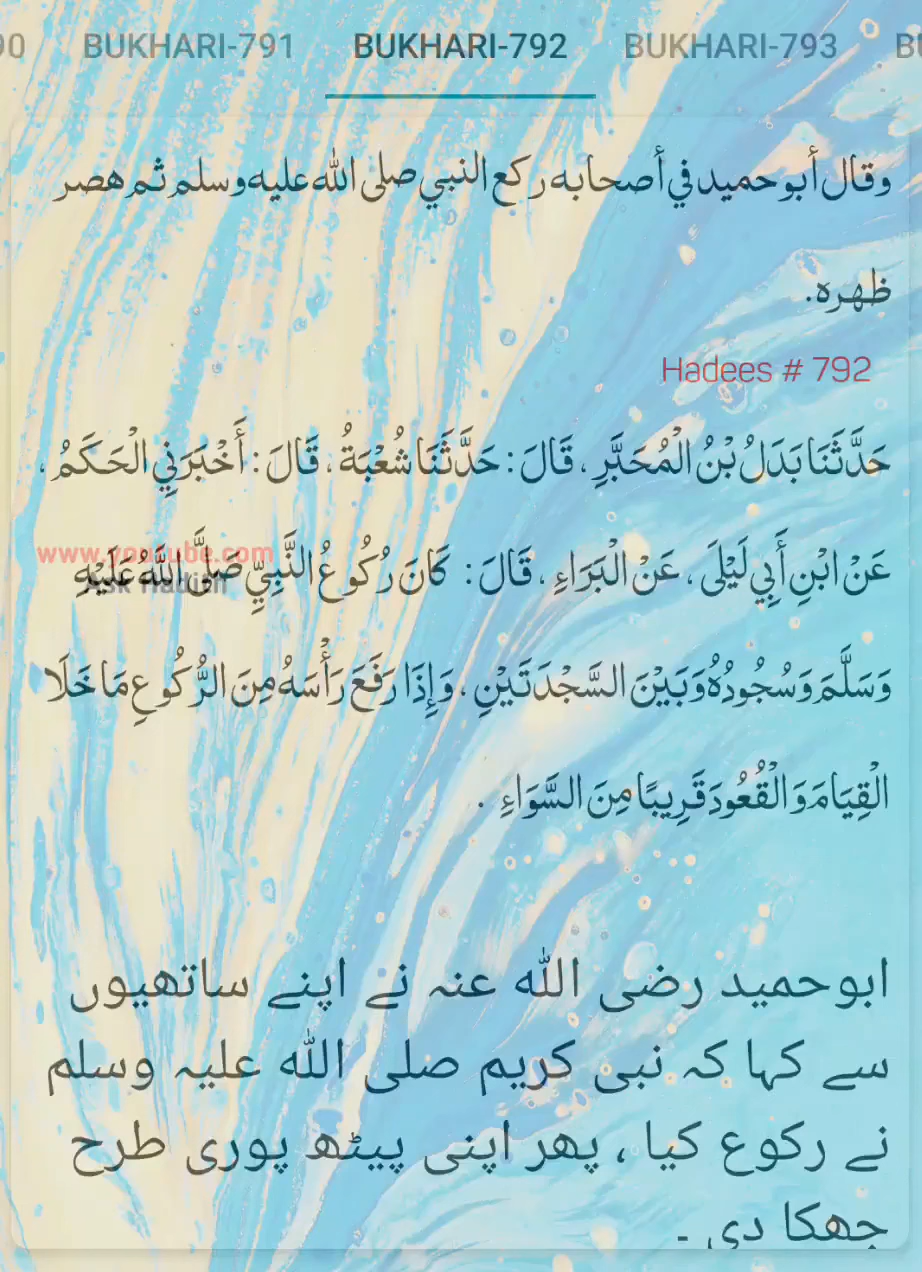 90 BUKHARI-791 BUKHARI-792 BUKHARI-793 B
وقال أبو حميد في أصحابه ركع النبي صلى الله عليه وسلم ثم هصر
ظهره.
Hadees # 792
حَدَّثَنَا بَدَلُ بْنُ الْمُحَبَّرِ ، قَالَ : حَدَّثَنَا شُعْبَةُ ، قَالَ : أَخْبَرَنِي الْحَكَمُ ،
عَنْ ابْنِ أَبِي لَيْلَى ، عَنْ الْبَرَاءِ ، قَالَ : كَانَ رُكُوعُ النَّبِيِّ صَلَّى اللَّهُ عَلَيْهِ
www.youtube.com
وَسَلَّمَ وَسُجُودُهُ وَبَيْنَ السَّجْدَتَيْنِ ، وَإِذَا رَفَعَ رَأْسَهُ مِنَ الرُّكُوعِ مَا خَلَا
الْقِيَامَ وَالْقُعُودَ قَرِيبًا مِنَ السَّوَاءِ .
ابوحمید رضی اللہ عنہ نے اپنے ساتھیوں
سے کہا کہ نبی کریم صلی اللہ علیہ وسلم
نے رکوع کیا ، پھر اپنی پیٹھ پوری طرح
جھکا دی ۔